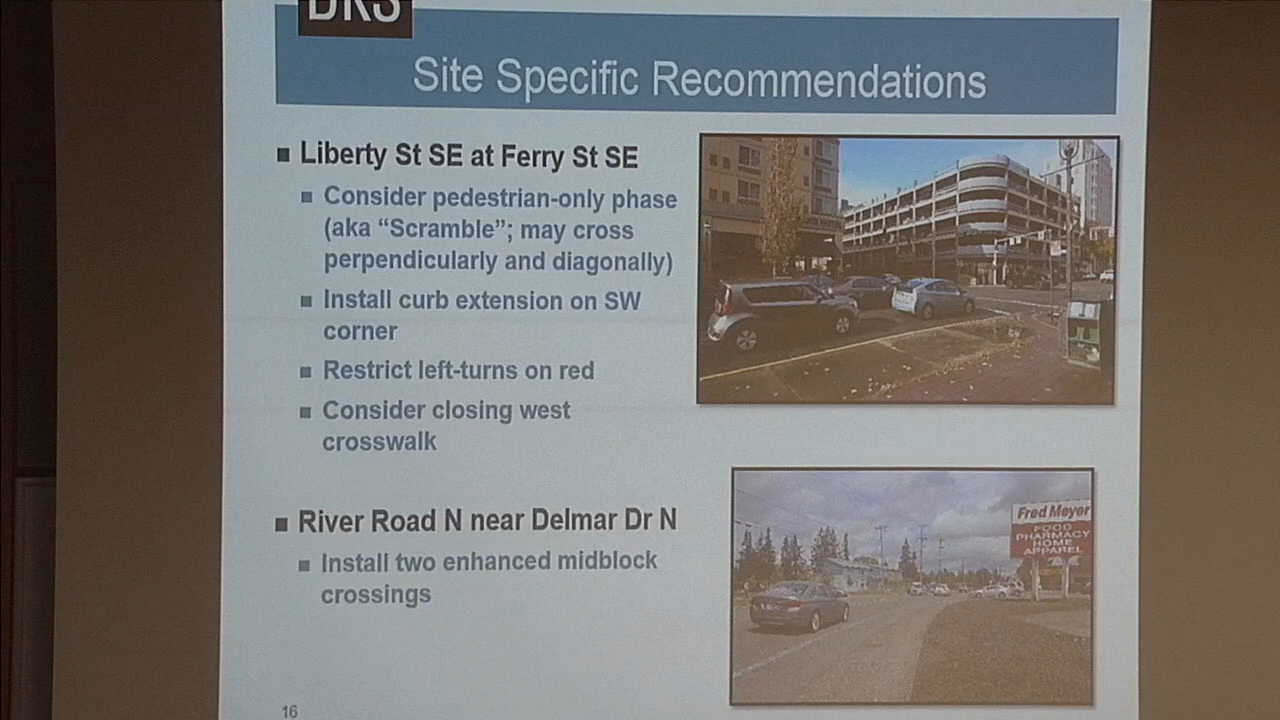 DKS
Site Specific Recommendations
Liberty St SE at Ferry St SE
Consider pedestrian-only phase
(aka “Scramble”; may cross
perpendicularly and diagonally)
Install curb extension on SW
corner
Restrict left-turns on red
Consider closing west
crosswalk
River Road N near Delmar Dr N
Install two enhanced midblock
crossings
Fred Meyer
FOOD
PHARMACY
HOME
APPAREL
16